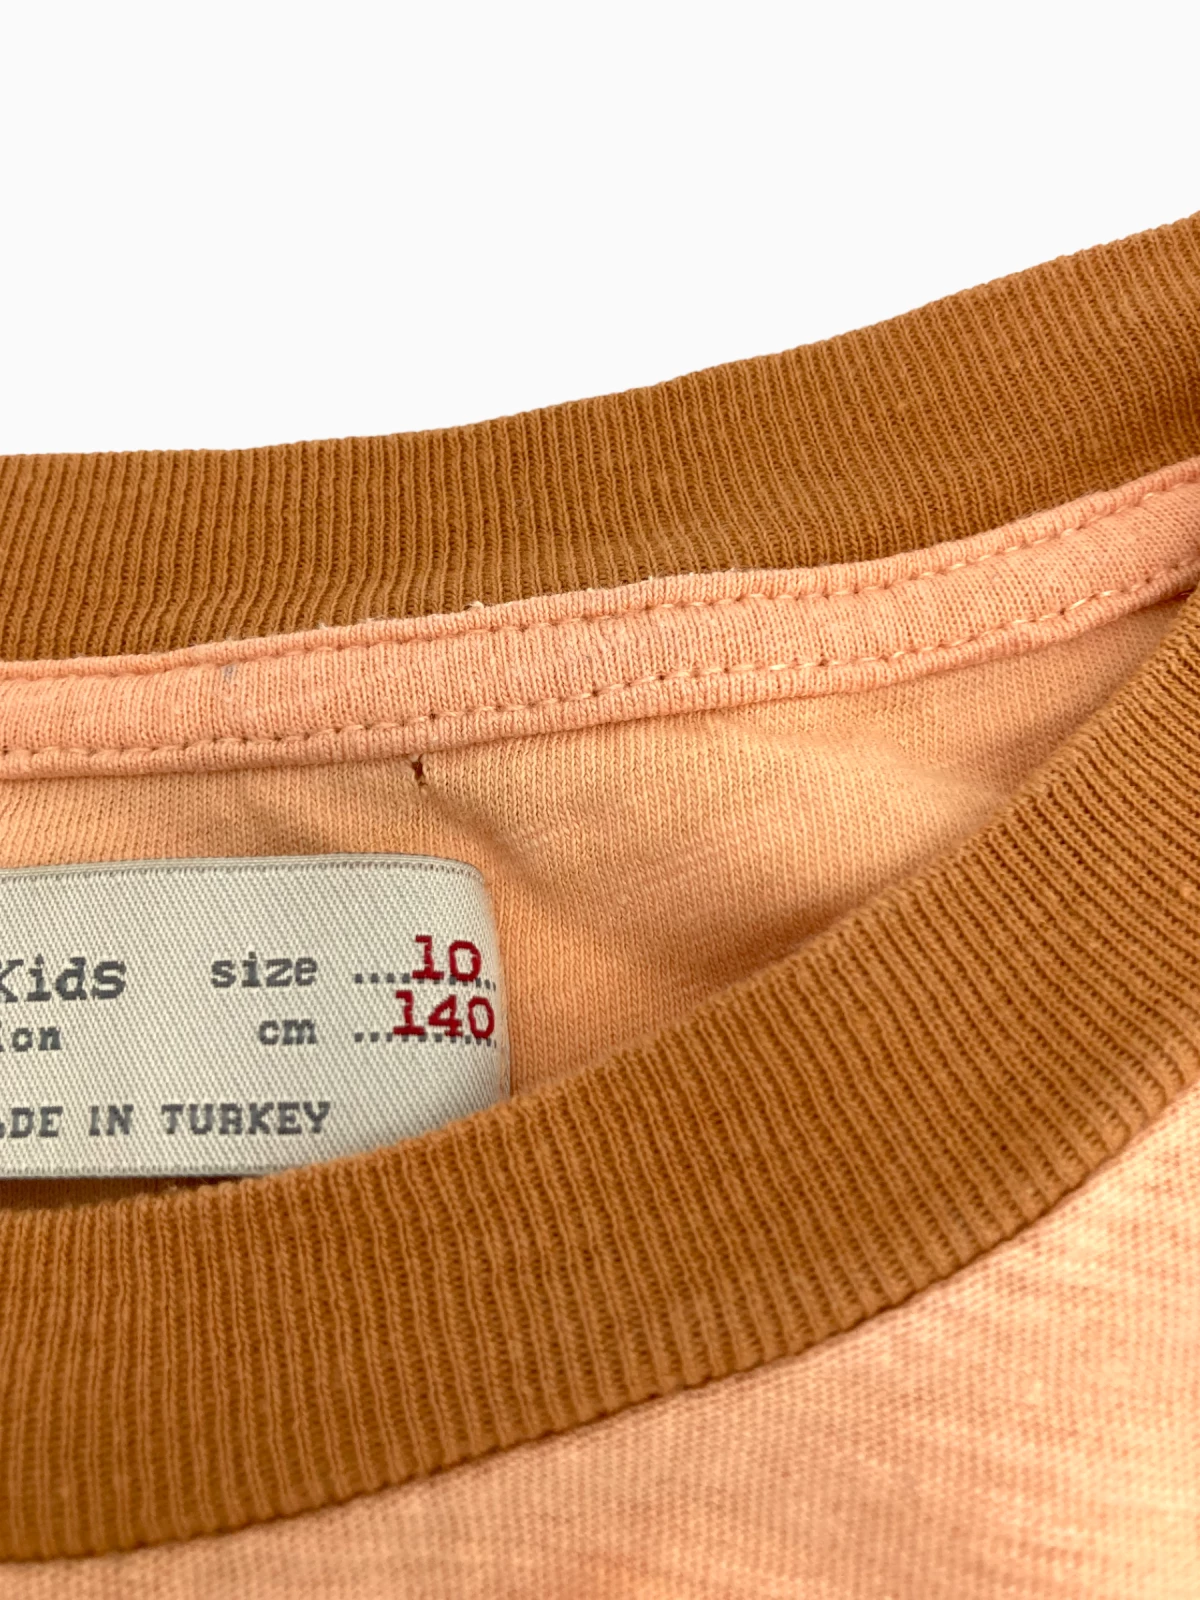 Kids size ....10..
ion cm ...140...
ADE IN TURKEY